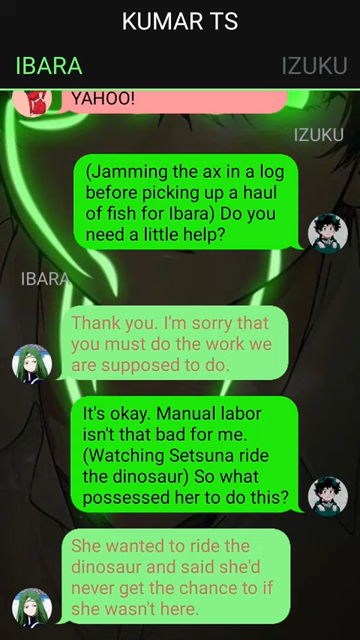 KUMAR TS
IBARA
IZUKU
YAHOO!
IZUKU
(Jamming the ax in a log
before picking up a haul
of fish for Ibara) Do you
need a little help?
IBARA
Thank you. I'm sorry that
you must do the work we
are supposed to do.
It's okay. Manual labor
isn't that bad for me.
(Watching Setsuna ride
the dinosaur) So what
possessed her to do this?
She wanted to ride the
dinosaur and said she'd
never get the chance to if
she wasn't here.